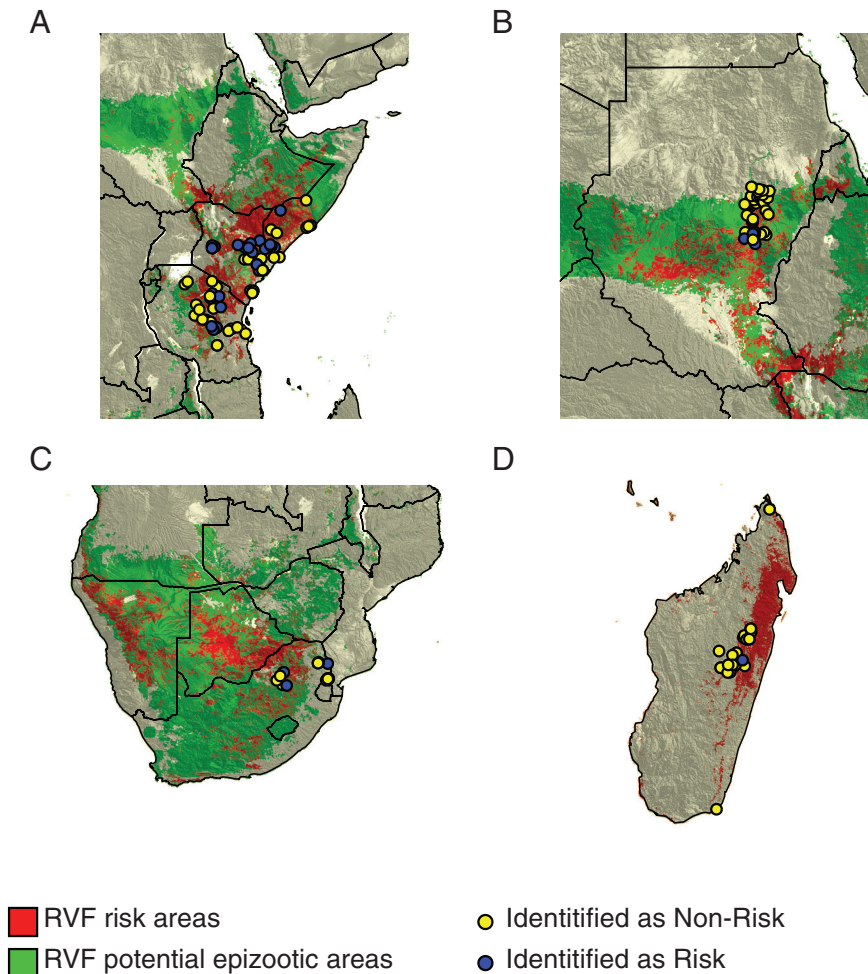 A
B
C
D
RVF risk areas
Identitified as Non-Risk
RVF potential epizootic areas
Identitified as Risk